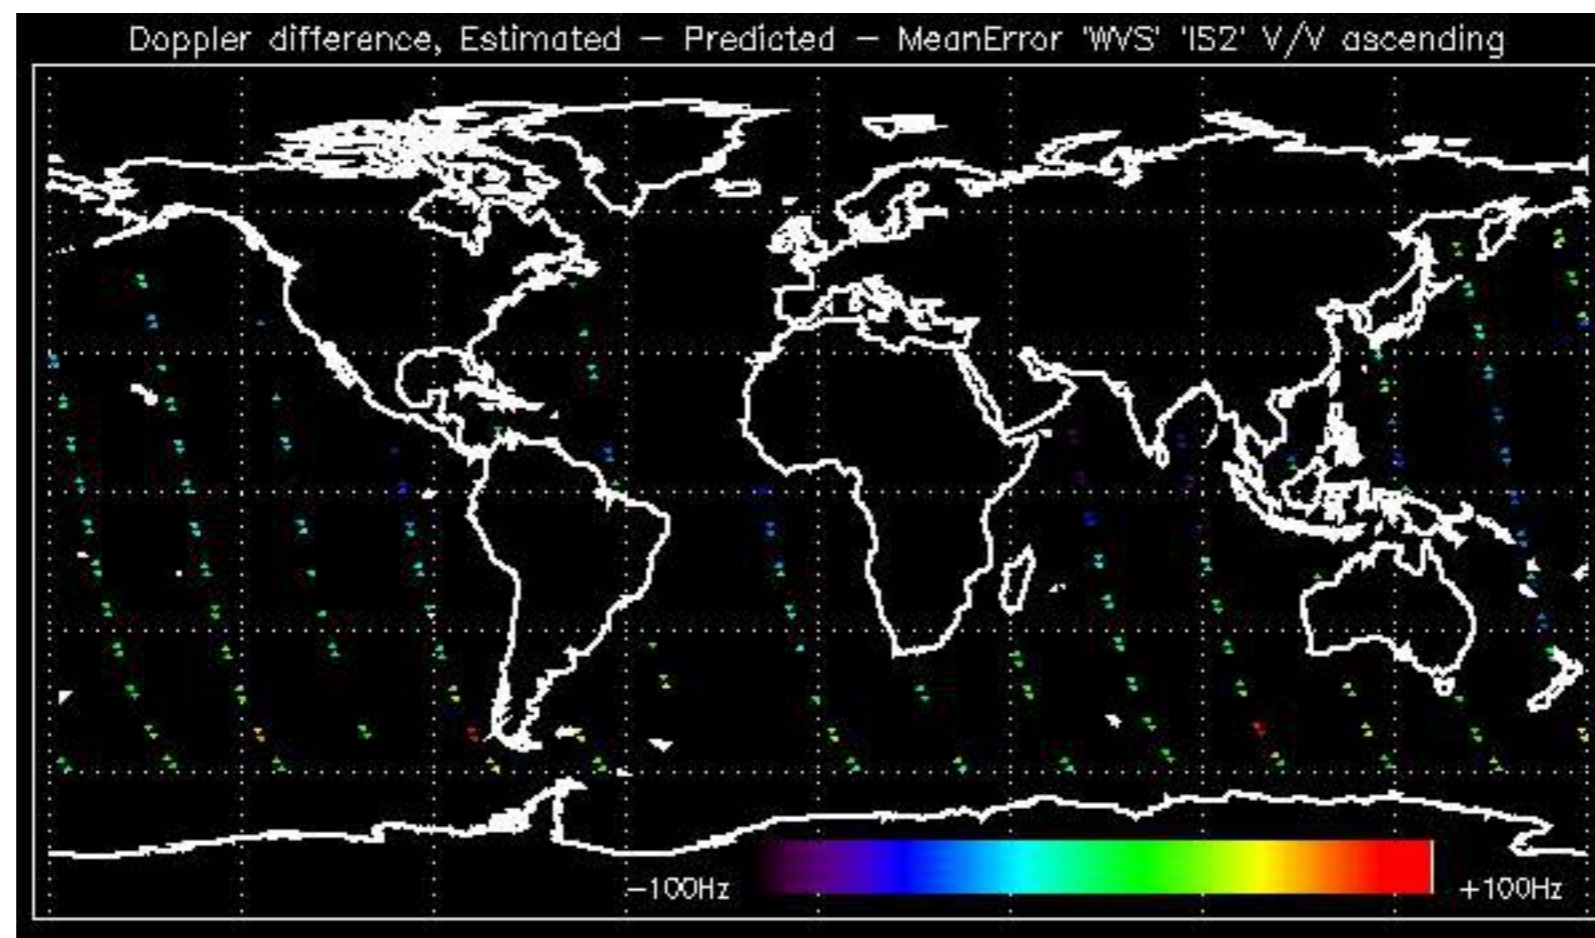 Doppler difference, Estimated — Predicted — MeanError 'WVS' 'IS2' V/V ascending
—100Hz
+100Hz